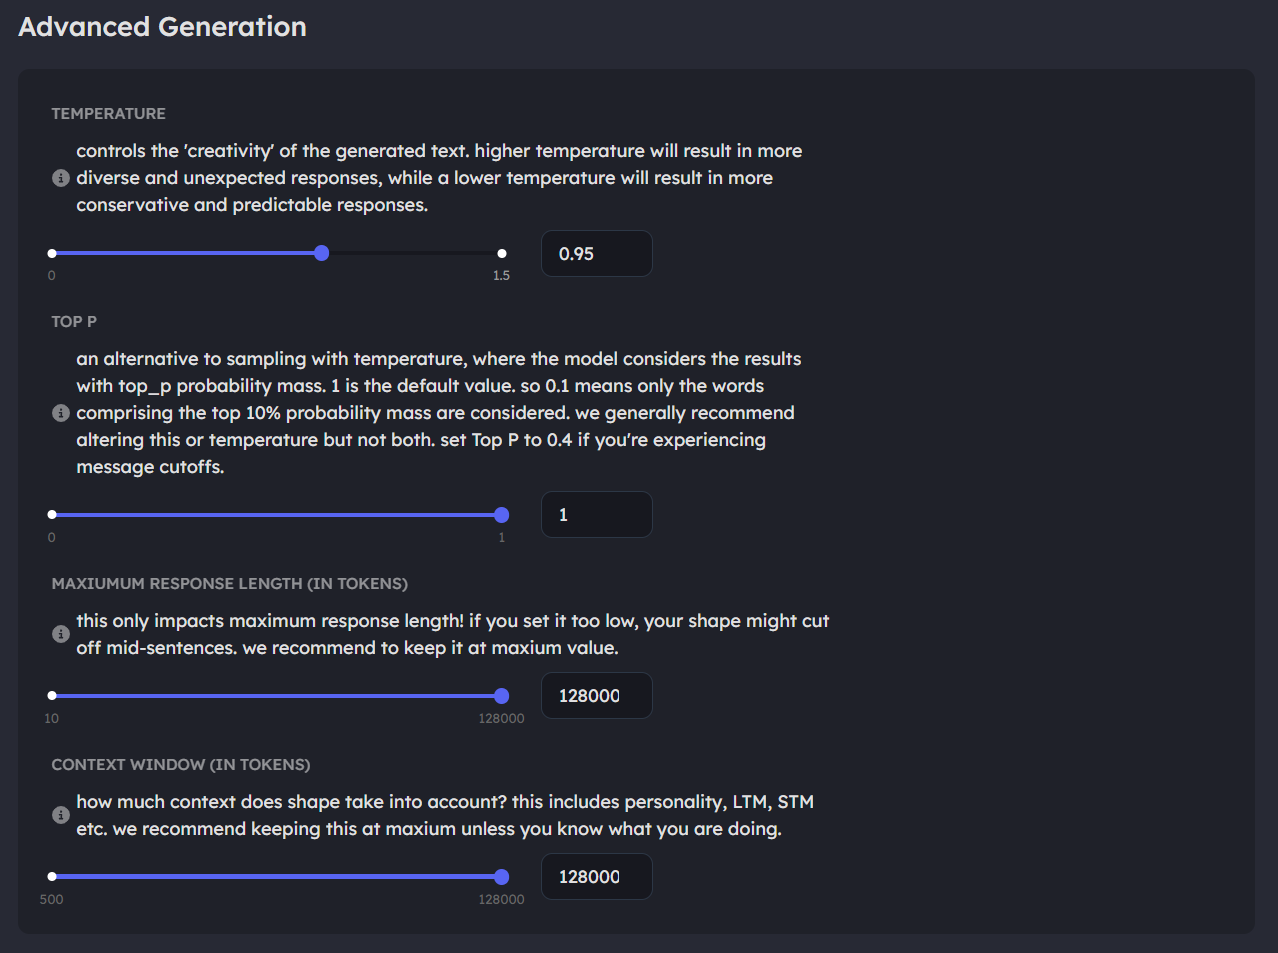 Advanced Generation
TEMPERATURE
controls the 'creativity' of the generated text. higher temperature will result in more
diverse and unexpected responses, while a lower temperature will result in more
conservative and predictable responses.
0.95
0
1.5
TOP P
an alternative to sampling with temperature, where the model considers the results
with top_p probability mass. 1 is the default value. so 0.1 means only the words
comprising the top 10% probability mass are considered. we generally recommend
altering this or temperature but not both. set Top P to 0.4 if you're experiencing
message cutoffs.
1
0
1
MAXIUMUM RESPONSE LENGTH (IN TOKENS)
this only impacts maximum response length! if you set it too low, your shape might cut
off mid-sentences. we recommend to keep it at maxium value.
128000
10
128000
CONTEXT WINDOW (IN TOKENS)
how much context does shape take into account? this includes personality, LTM, STM
etc. we recommend keeping this at maxium unless you know what you are doing.
128000
500
128000